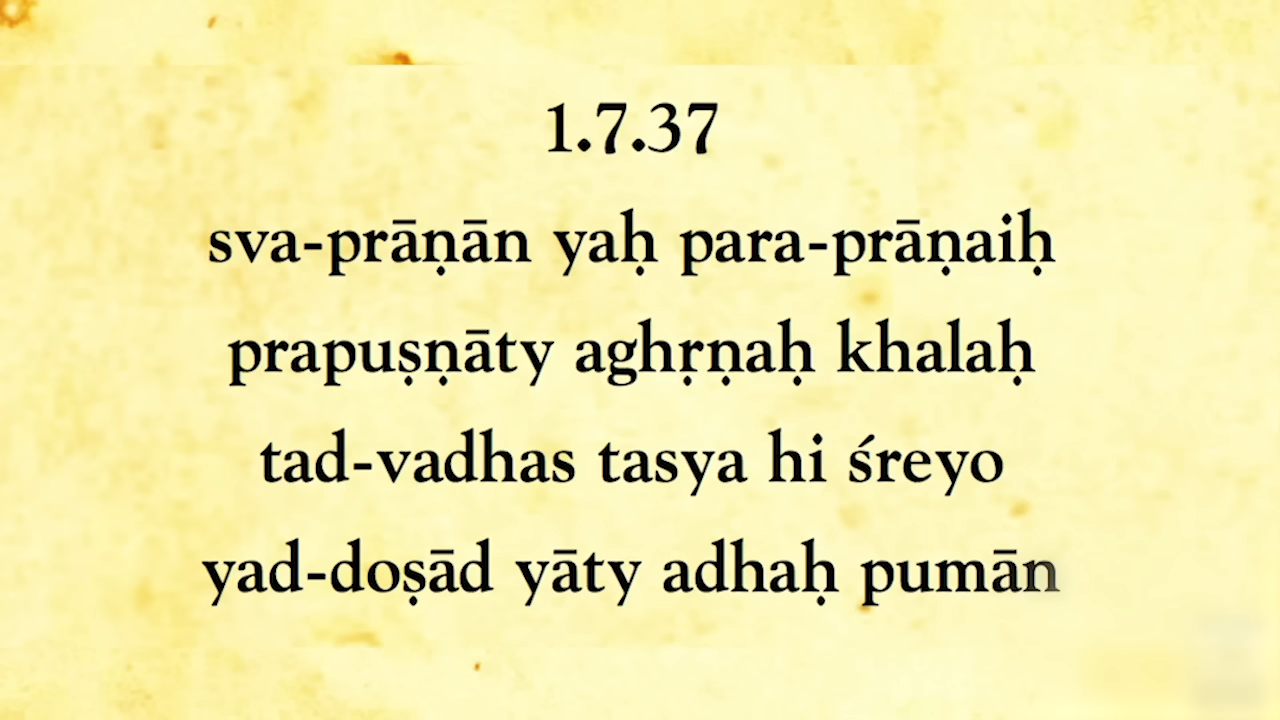 1.7.37
sva-prāṇān yaḥ para-prāṇaiḥ
prapuṣṇāty aghṛṇaḥ khalaḥ
tad-vadhas tasya hi śreyo
yad-doṣād yāty adhaḥ pumān